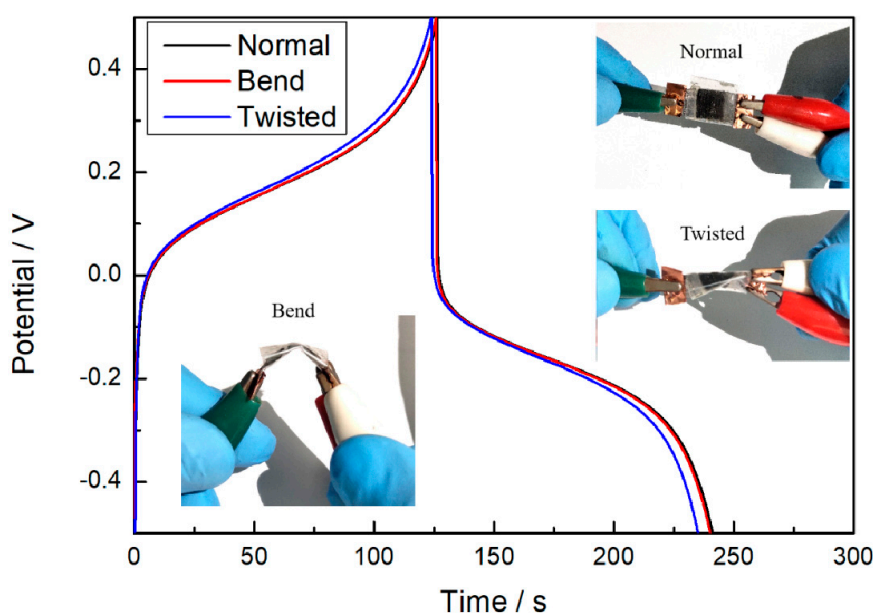 Normal
Bend
Twisted
Normal
Twisted
Bend
0.4
0.2
0.0
-0.2
-0.4
Potential / V
0
50
100
150
200
250
300
Time / s